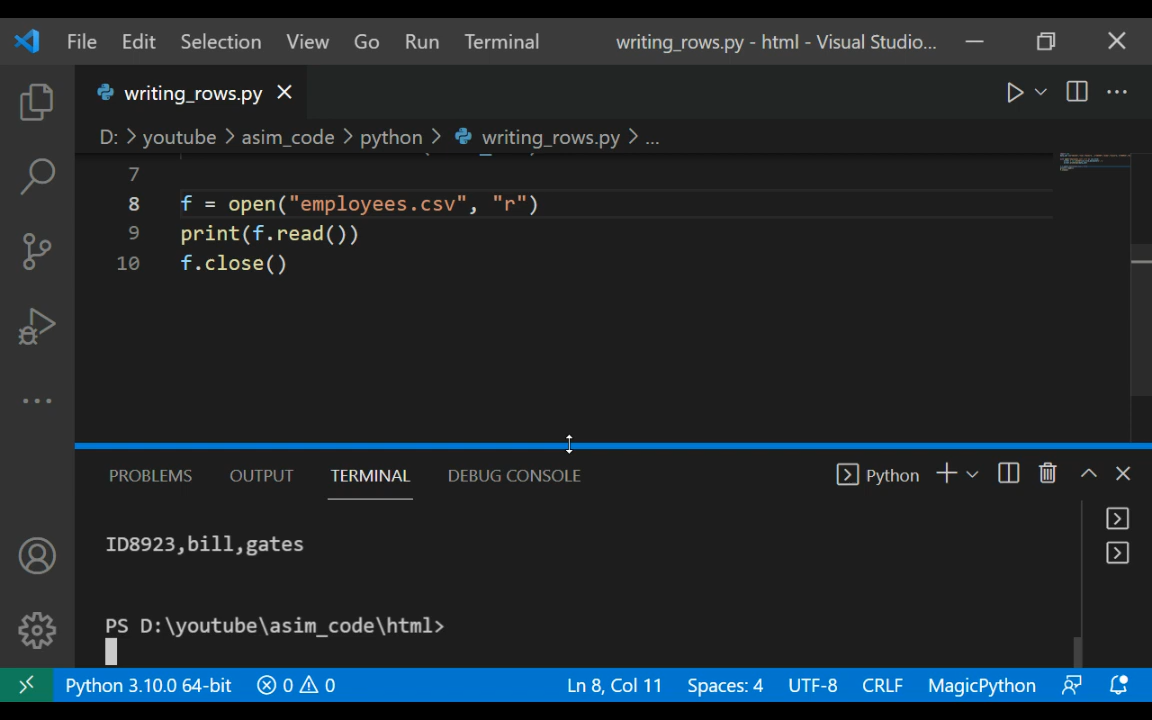 File Edit Selection View Go Run Terminal writing_rows.py - html - Visual Studio...
writing_rows.py
D: > youtube > asim_code > python > writing_rows.py > ...
7
8 f = open("employees.csv", "r")
9 print(f.read())
10 f.close()
PROBLEMS OUTPUT TERMINAL DEBUG CONSOLE Python
ID8923,bill,gates
PS D:\youtube\asim_code\html>
Python 3.10.0 64-bit 0 0 Ln 8, Col 11 Spaces: 4 UTF-8 CRLF MagicPython